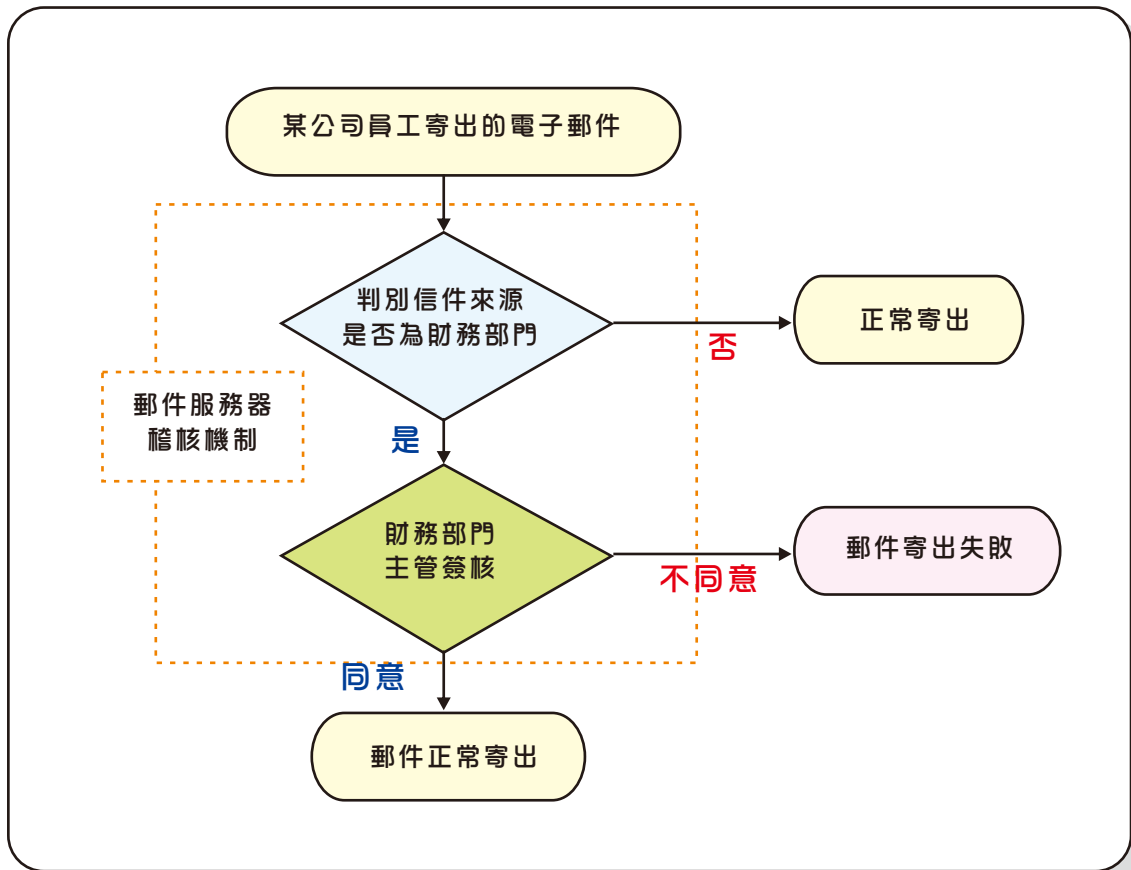 某公司員工寄出的電子郵件
判別信件來源
是否為財務部門
否
正常寄出
郵件服務器
稽核機制
是
財務部門
主管簽核
不同意
郵件寄出失敗
同意
郵件正常寄出